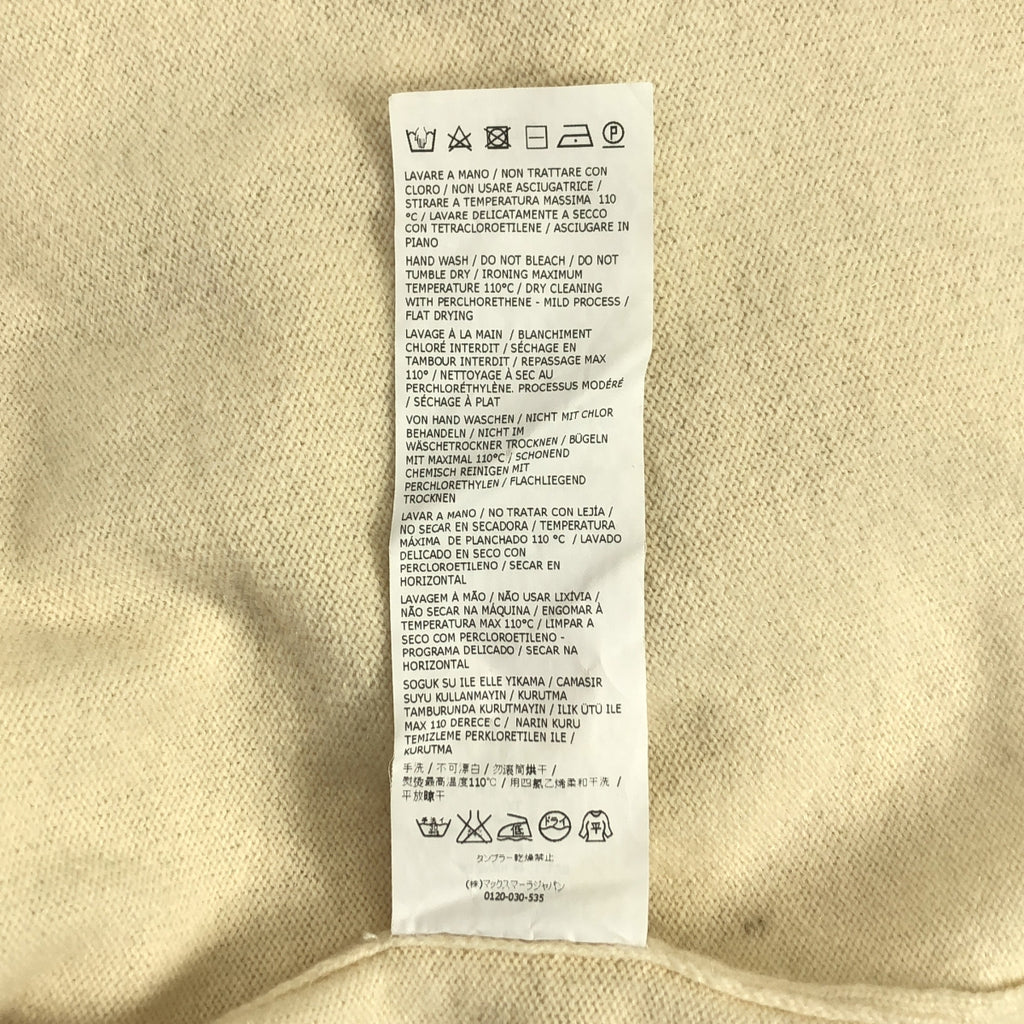 P
LAVARE A MANO / NON TRATTARE CON
CLORO / NON USARE ASCIUGATRICE /
STIRARE A TEMPERATURA MASSIMA 110
°C / LAVARE DELICATAMENTE A SECCO
CON TETRACLOROETILENE / ASCIUGARE IN
PIANO
HAND WASH / DO NOT BLEACH / DO NOT
TUMBLE DRY / IRONING MAXIMUM
TEMPERATURE 110°C / DRY CLEANING
WITH PERCLHORETHENE - MILD PROCESS /
FLAT DRYING
LAVAGE À LA MAIN / BLANCHIMENT
CHLORÉ INTERDIT / SÉCHAGE EN
TAMBOUR INTERDIT / REPASSAGE MAX
110° / NETTOYAGE À SEC AU
PERCHLORÉTHYLÈNE. PROCESSUS MODÉRÉ
/ SÉCHAGE À PLAT
VON HAND WASCHEN / NICHT MIT CHLOR
BEHANDELN / NICHT IM
WÄSCHETROCKNER TROCKNEN / BÜGELN
MIT MAXIMAL 110°C / SCHONEND
CHEMISCH REINIGEN MIT
PERCHLORETHYLEN / FLACHLIEGEND
TROCKNEN
LAVAR A MANO / NO TRATAR CON LEJÍA /
NO SECAR EN SECADORA / TEMPERATURA
MÁXIMA DE PLANCHADO 110 °C / LAVADO
DELICADO EN SECO CON
PERCLOROETILENO / SECAR EN
HORIZONTAL
LAVAGEM À MÃO / NÃO USAR LIXÍVIA /
NÃO SECAR NA MÁQUINA / ENGOMAR À
TEMPERATURA MAX 110°C / LIMPAR A
SECO COM PERCLOROETILENO -
PROGRAMA DELICADO / SECAR NA
HORIZONTAL
SOGUK SU ILE ELLE YIKAMA / CAMASIR
SUYU KULLANMAYIN / KURUTMA
TAMBURUNDA KURUTMAYIN / ILIK ÜTÜ ILE
MAX 110 DERECE C / NARIN KURU
TEMIZLEME PERKLORETILEN ILE /
KURUTMA
手洗 / 不可漂白 / 勿滚筒烘干 /
熨烫最高温度110°C / 用四氯乙烯柔和干洗 /
平放晾干
手洗イ 低 ドライ 平
タンブラー乾燥禁止
(株)マックスマーラジャパン
0120-030-535